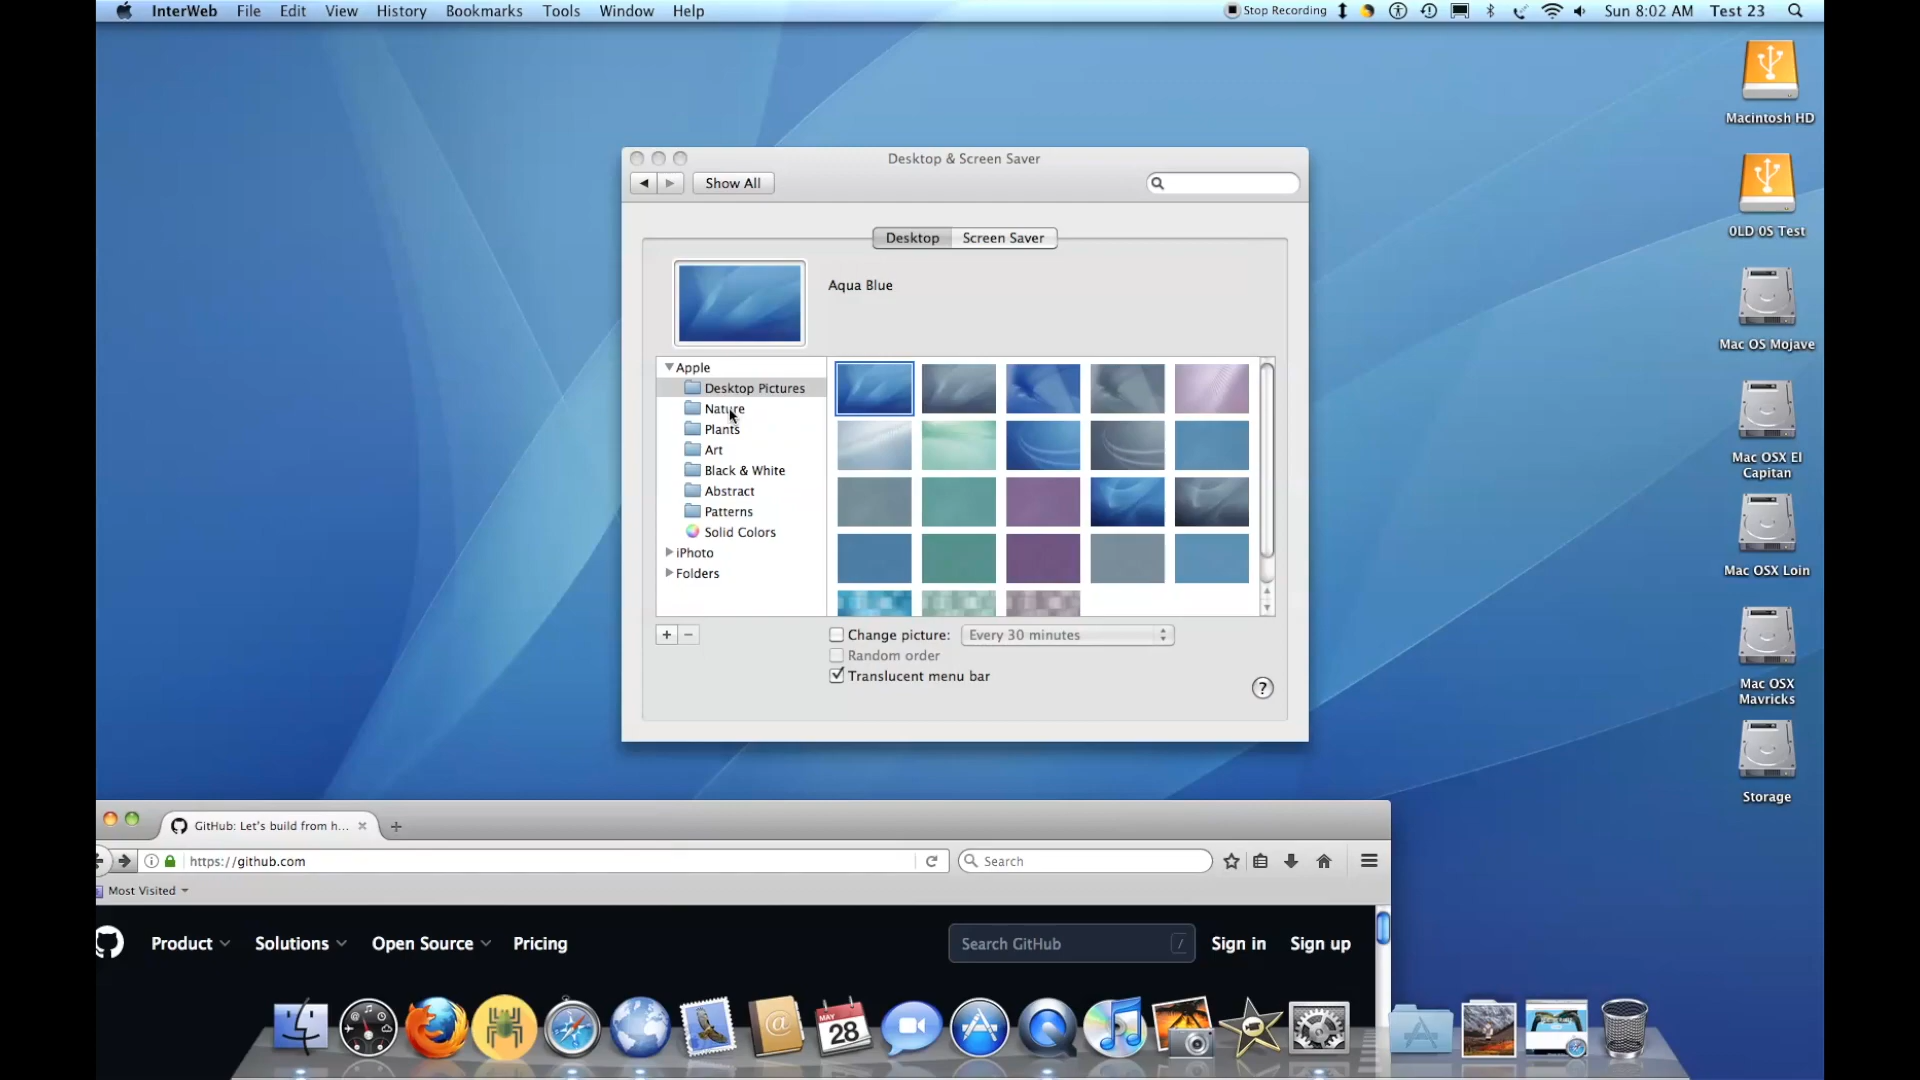 InterWeb File Edit View History Bookmarks Tools Window Help Stop Recording Sun 8:02 AM Test 23
Macintosh HD
0LD 0S Test
Mac OS Mojave
Mac OSX El
Capitan
Mac OSX Loin
Mac OSX
Mavricks
Storage
Desktop & Screen Saver
Show All
Desktop Screen Saver
Aqua Blue
Apple
Desktop Pictures
Nature
Plants
Art
Black & White
Abstract
Patterns
Solid Colors
iPhoto
Folders
+ −
Change picture: Every 30 minutes
Random order
Translucent menu bar
?
GitHub: Let's build from h...
https://github.com
Search
Most Visited
Product Solutions Open Source Pricing Search GitHub / Sign in Sign up
MAY
28